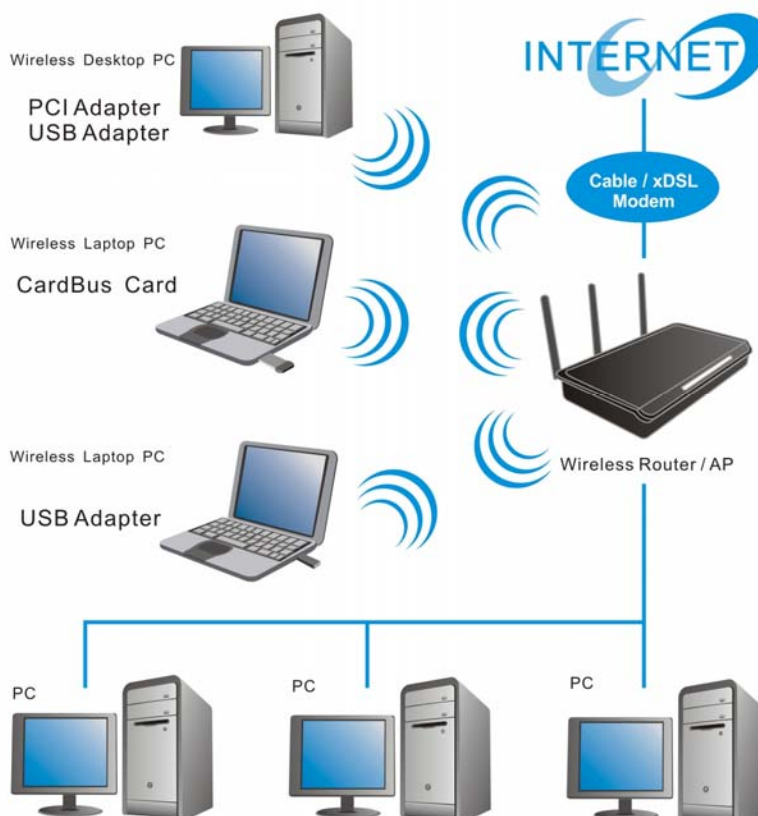 Wireless Desktop PC
PCI Adapter
USB Adapter
INTERNET
Cable / xDSL
Modem
Wireless Laptop PC
CardBus Card
Wireless Laptop PC
USB Adapter
Wireless Router / AP
PC
PC
PC